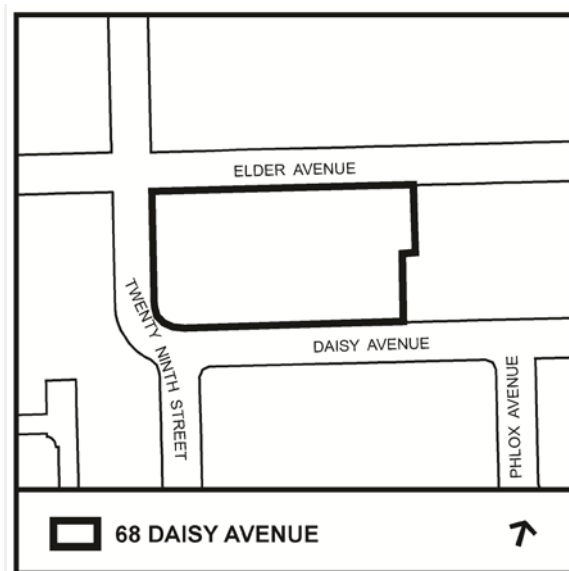 ELDER AVENUE
TWENTY NINTH STREET
DAISY AVENUE
PHLOX AVENUE
68 DAISY AVENUE